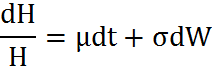 dH/H = μdt + σdW